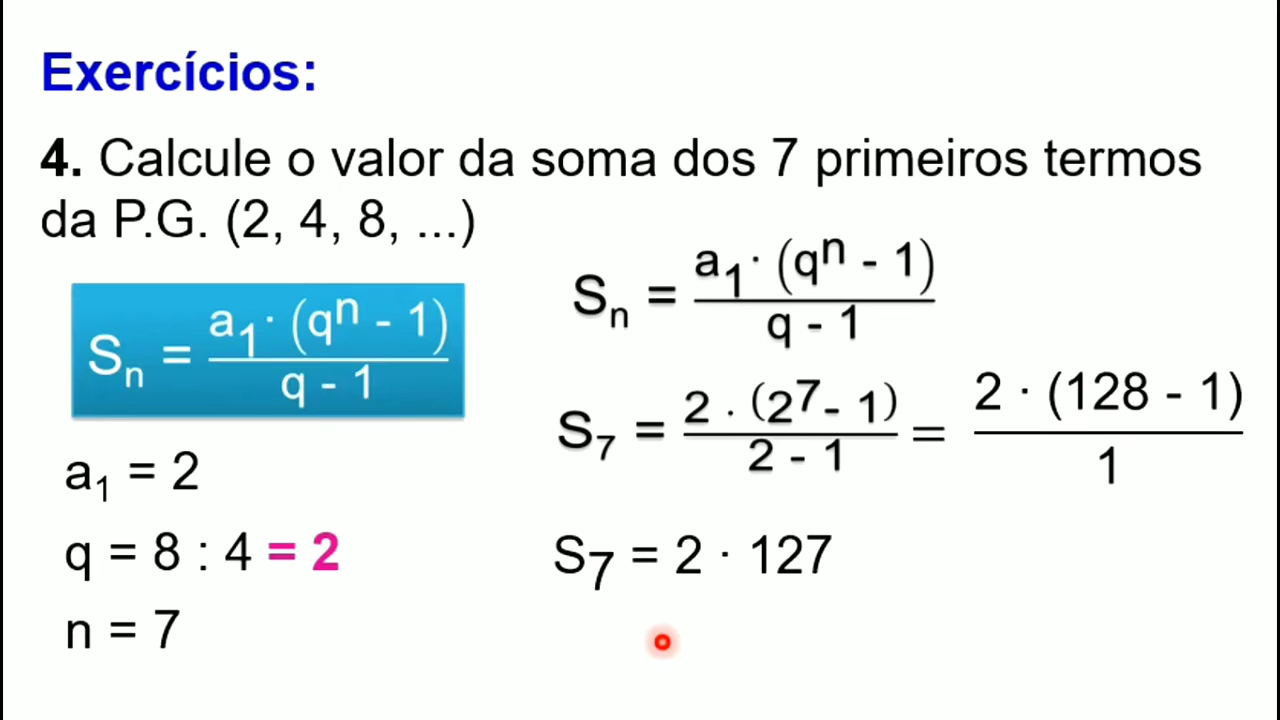 Exercícios:
4. Calcule o valor da soma dos 7 primeiros termos
da P.G. (2, 4, 8, ...)
Sₙ = a₁ · (qⁿ - 1) / q - 1
a₁ = 2
q = 8 : 4 = 2
n = 7
Sₙ = a₁ · (qⁿ - 1) / q - 1
S₇ = 2 · (2⁷ - 1) / 2 - 1 = 2 · (128 - 1) / 1
S₇ = 2 · 127